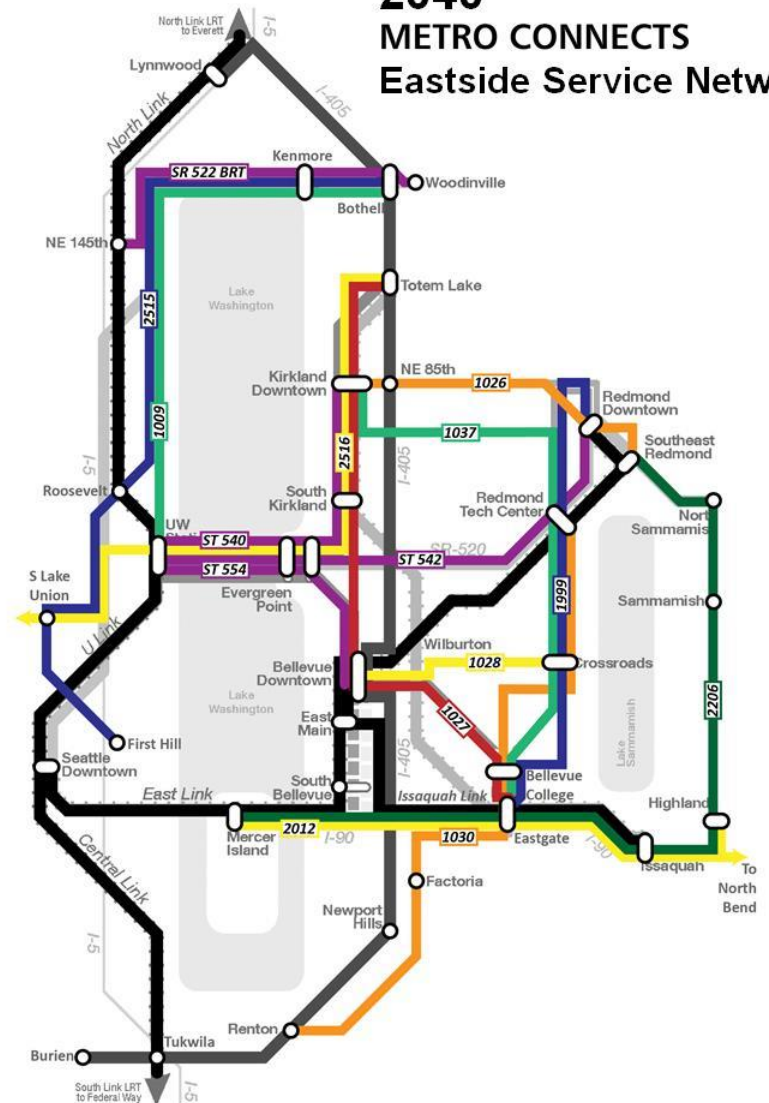 2040
METRO CONNECTS
Eastside Service Netw
North Link LRT
to Everett
I-5
Lynnwood
I-405
North Link
Kenmore
SR 522 BRT
Woodinville
Bothell
NE 145th
Lake
Washington
Totem Lake
2515
Kirkland
Downtown
NE 85th
1026
Redmond
Downtown
1009
1037
Southeast
Redmond
2516
I-405
I-5
Roosevelt
South
Kirkland
Redmond
Tech Center
Nort
Sammamis
UW
Stati
ST 540
SR-520
ST 542
ST 554
S Lake
Union
Evergreen
Point
1999
Sammamish
U Link
Wilburton
1028
Crossroads
Bellevue
Downtown
Lake
Washington
2206
East
Main
1027
First Hill
I-405
Lake
Sammamish
Seattle
Downtown
South
Bellevue
Bellevue
College
East Link
Issaquah Link
Highland
Mercer
Island
2012
I-90
1030
Eastgate
I-90
Issaquah
To
North
Bend
Central Link
Factoria
Newport
Hills
I-5
Renton
Tukwila
Burien
South Link LRT
to Federal Way
I-5